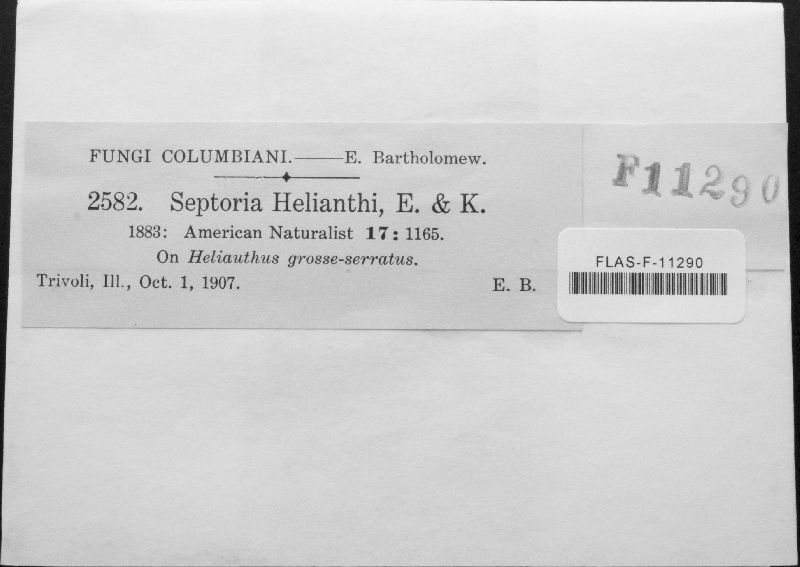 FUNGI COLUMBIANI.——E. Bartholomew.
2582. Septoria Helianthi, E. & K.
1883: American Naturalist 17: 1165.
On Heliauthus grosse-serratus.
Trivoli, Ill., Oct. 1, 1907. E. B.
F11290
FLAS-F-11290